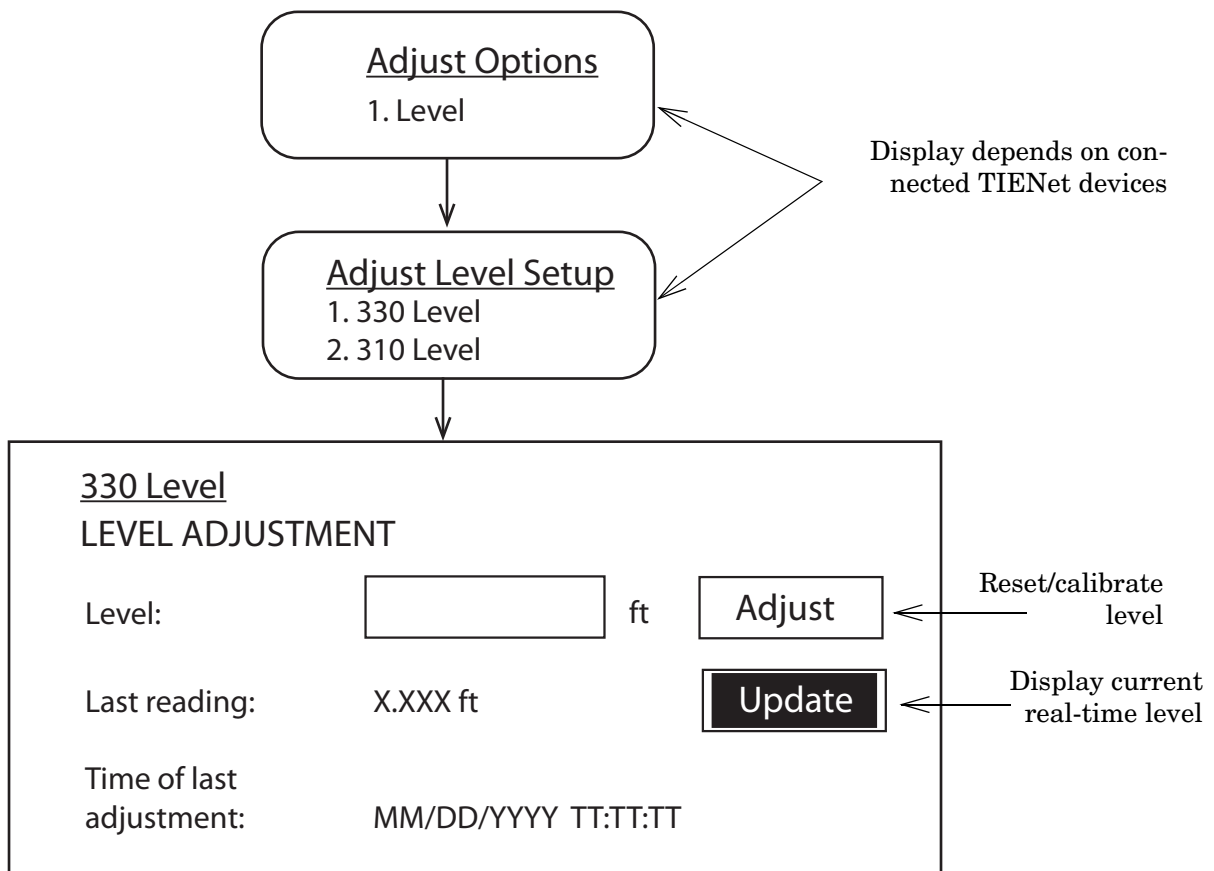 Adjust Options
1. Level
Display depends on con-
nected TIENet devices
Adjust Level Setup
1. 330 Level
2. 310 Level
330 Level
LEVEL ADJUSTMENT
Level:
ft
Adjust
Reset/calibrate
level
Last reading:
X.XXX ft
Update
Display current
real-time level
Time of last
adjustment:
MM/DD/YYYY TT:TT:TT